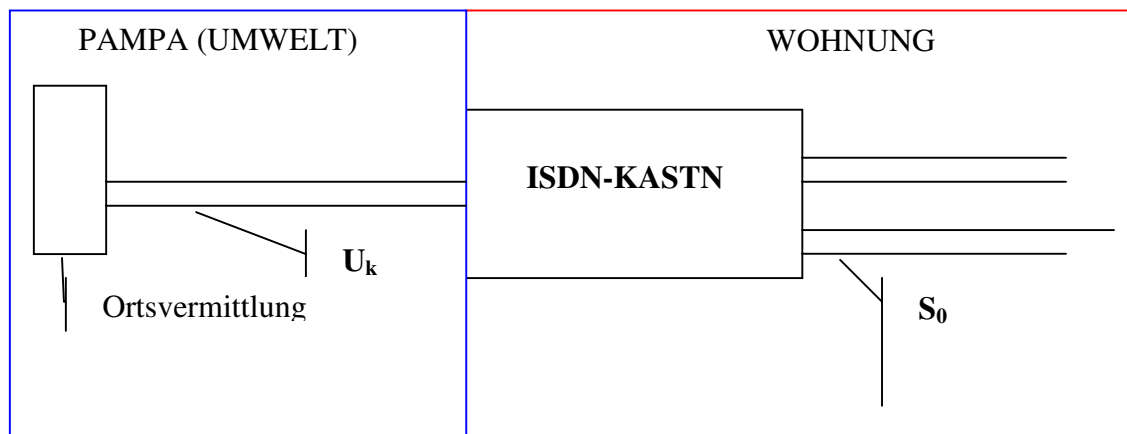 PAMPA (UMWELT)
WOHNUNG
ISDN-KASTN
Uk
Ortsvermittlung
S0